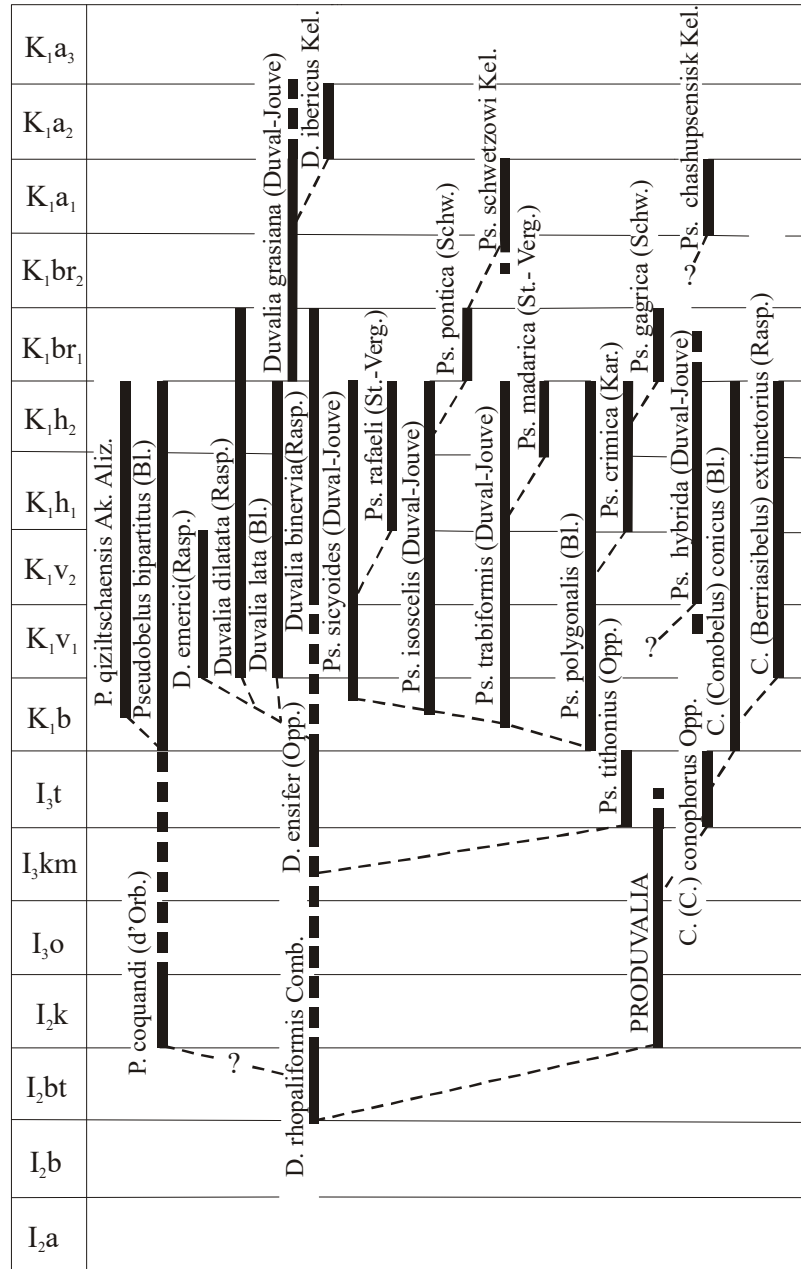 K₁a₃
K₁a₂
K₁a₁
K₁br₂
K₁br₁
K₁h₂
K₁h₁
K₁v₂
K₁v₁
K₁b
I₃t
I₃km
I₃o
I₂k
I₂bt
I₂b
I₂a
P. qiziltschaensis Ak. Aliz.
Pseudobelus bipartitus (Bl.)
P. coquandi (d'Orb.)
?
D. emerici(Rasp.)
Duvalia dilatata (Rasp.)
Duvalia lata (Bl.)
Duvalia grasiana (Duval-Jouve)
D. ibericus Kel.
Duvalia binervia(Rasp.)
D. ensifer (Opp.)
D. rhopaliformis Comb.
Ps. sicyoides (Duval-Jouve)
Ps. rafaeli (St.-Verg.)
Ps. isoscelis (Duval-Jouve)
Ps. pontica (Schw.)
Ps. schwetzowi Kel.
Ps. trabiformis (Duval-Jouve)
Ps. madarica (St.- Verg.)
Ps. polygonalis (Bl.)
Ps. crimica (Kar.)
Ps. tithonius (Opp.)
Ps. gagrica (Schw.)
PRODUVALIA
?
Ps. hybrida (Duval-Jouve)
?
Ps. chashupsensisk Kel.
C. (C.) conophorus Opp.
C. (Conobelus) conicus (Bl.)
C. (Berriasibelus) extinctorius (Rasp.)